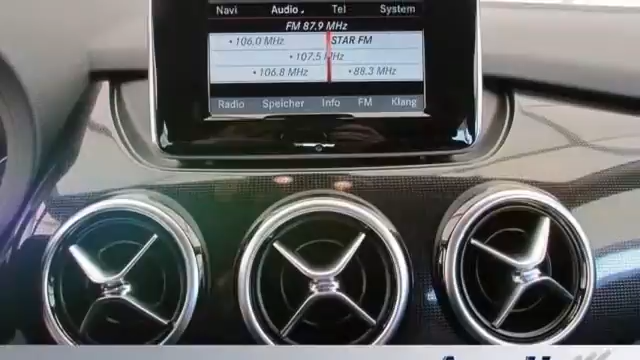 Navi Audio Tel System
FM 87.9 MHz
106.0 MHz STAR FM
107.5 MHz
106.8 MHz 88.3 MHz
Radio Speicher Info FM Klang